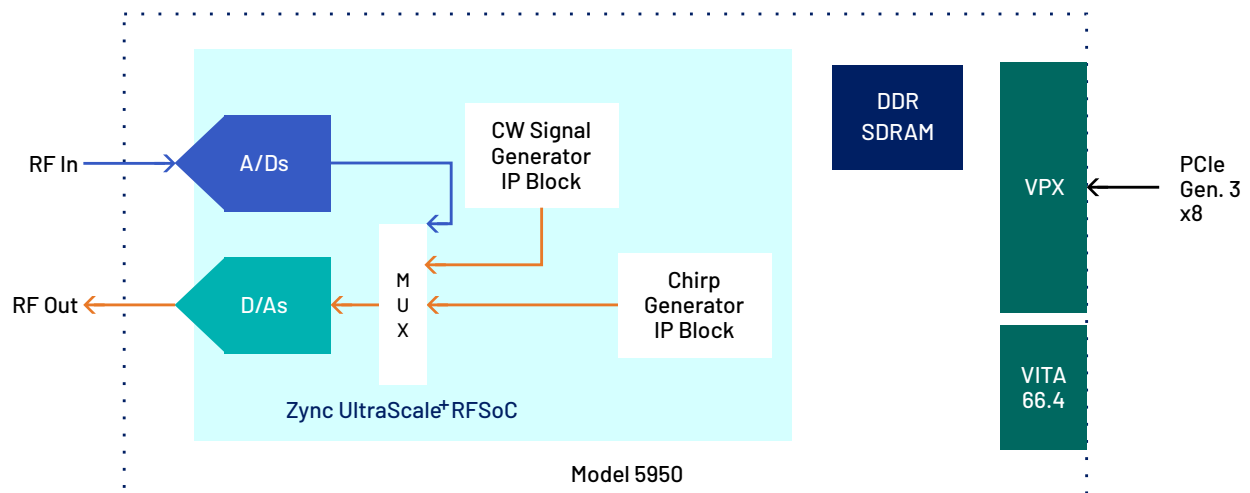 RF In
A/Ds
CW Signal
Generator
IP Block
DDR
SDRAM
VPX
PCIe
Gen. 3
x8
RF Out
D/As
M
U
X
Chirp
Generator
IP Block
VITA
66.4
Zync UltraScale+ RFSoC
Model 5950